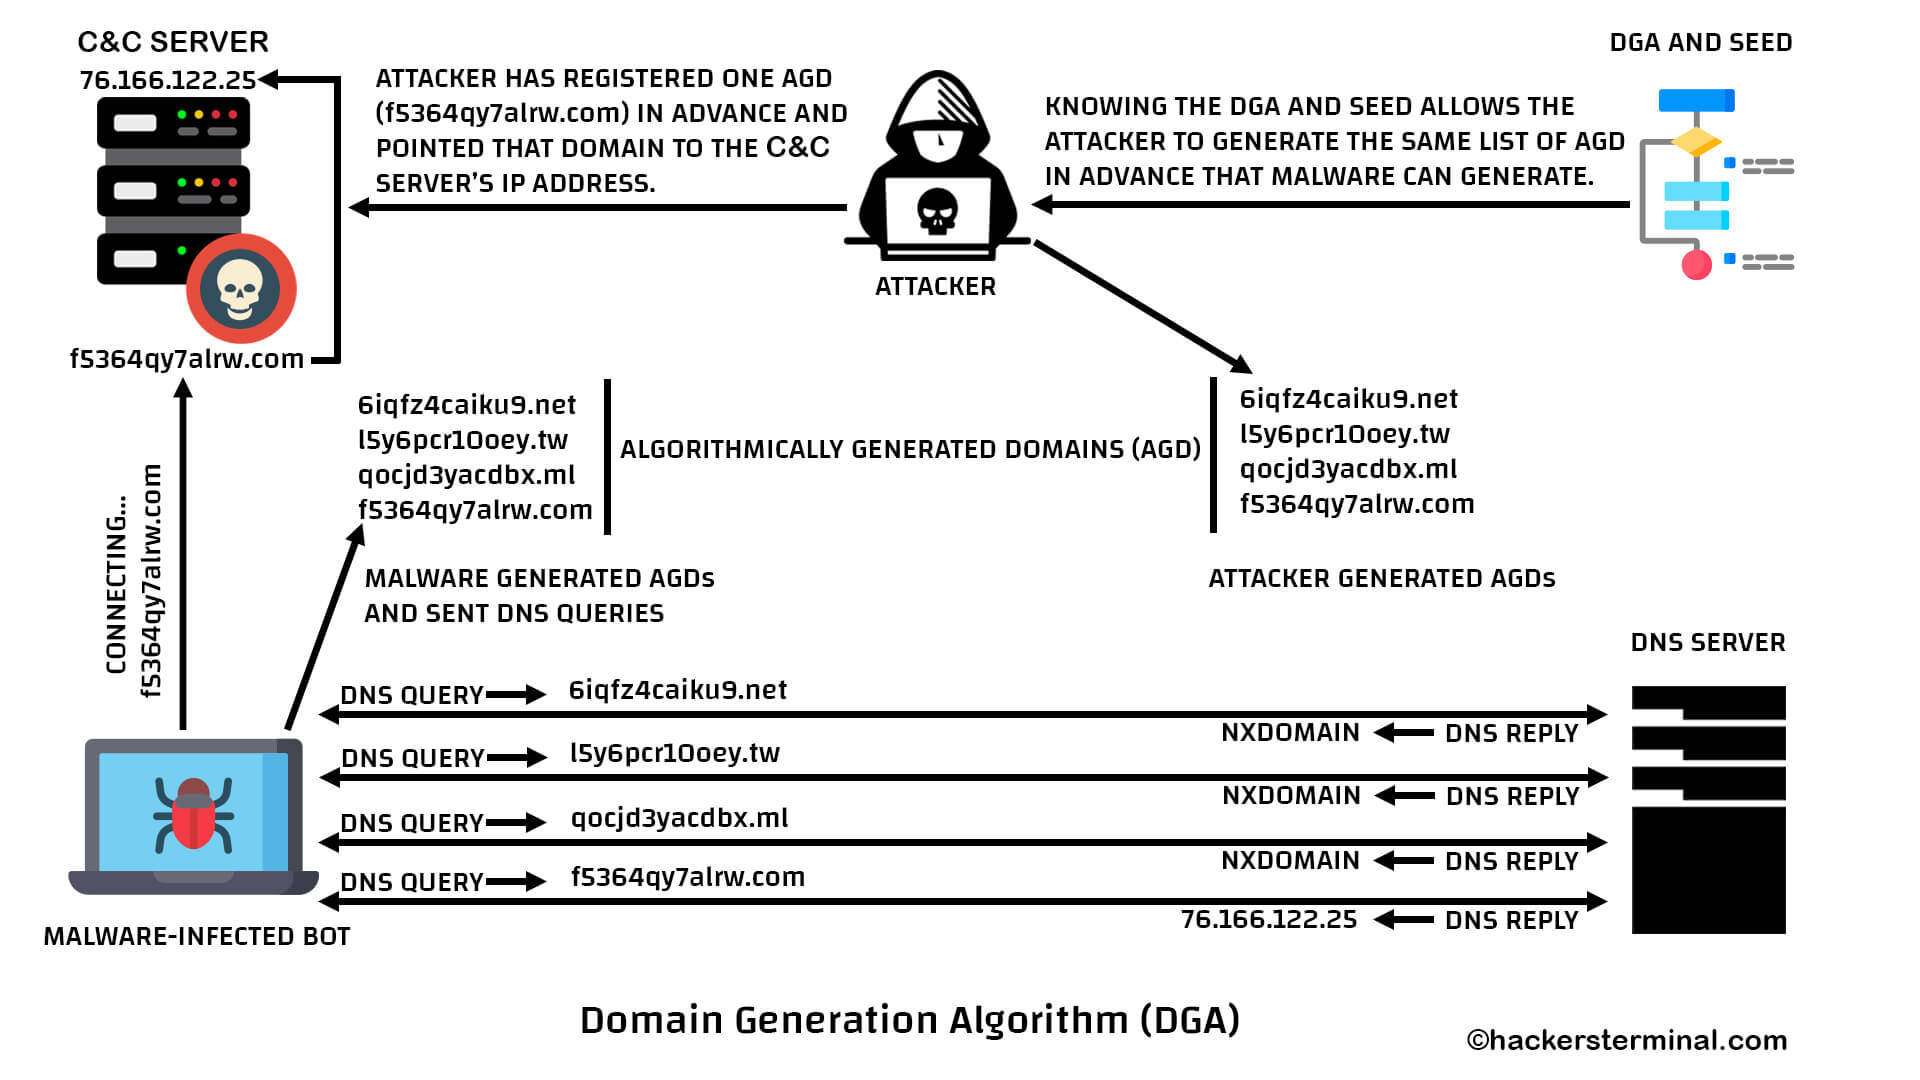 C&C SERVER
76.166.122.25
ATTACKER HAS REGISTERED ONE AGD
(f5364qy7alrw.com) IN ADVANCE AND
POINTED THAT DOMAIN TO THE C&C
SERVER'S IP ADDRESS.
ATTACKER
KNOWING THE DGA AND SEED ALLOWS THE
ATTACKER TO GENERATE THE SAME LIST OF AGD
IN ADVANCE THAT MALWARE CAN GENERATE.
DGA AND SEED
f5364qy7alrw.com
CONNECTING...
f5364qy7alrw.com
6iqfz4caiku9.net
l5y6pcr10oey.tw
qocjd3yacdbx.ml
f5364qy7alrw.com
ALGORITHMICALLY GENERATED DOMAINS (AGD)
6iqfz4caiku9.net
l5y6pcr10oey.tw
qocjd3yacdbx.ml
f5364qy7alrw.com
MALWARE GENERATED AGDs
AND SENT DNS QUERIES
ATTACKER GENERATED AGDs
DNS SERVER
DNS QUERY 6iqfz4caiku9.net
NXDOMAIN DNS REPLY
DNS QUERY l5y6pcr10oey.tw
NXDOMAIN DNS REPLY
DNS QUERY qocjd3yacdbx.ml
NXDOMAIN DNS REPLY
DNS QUERY f5364qy7alrw.com
76.166.122.25 DNS REPLY
MALWARE-INFECTED BOT
Domain Generation Algorithm (DGA)
©hackersterminal.com